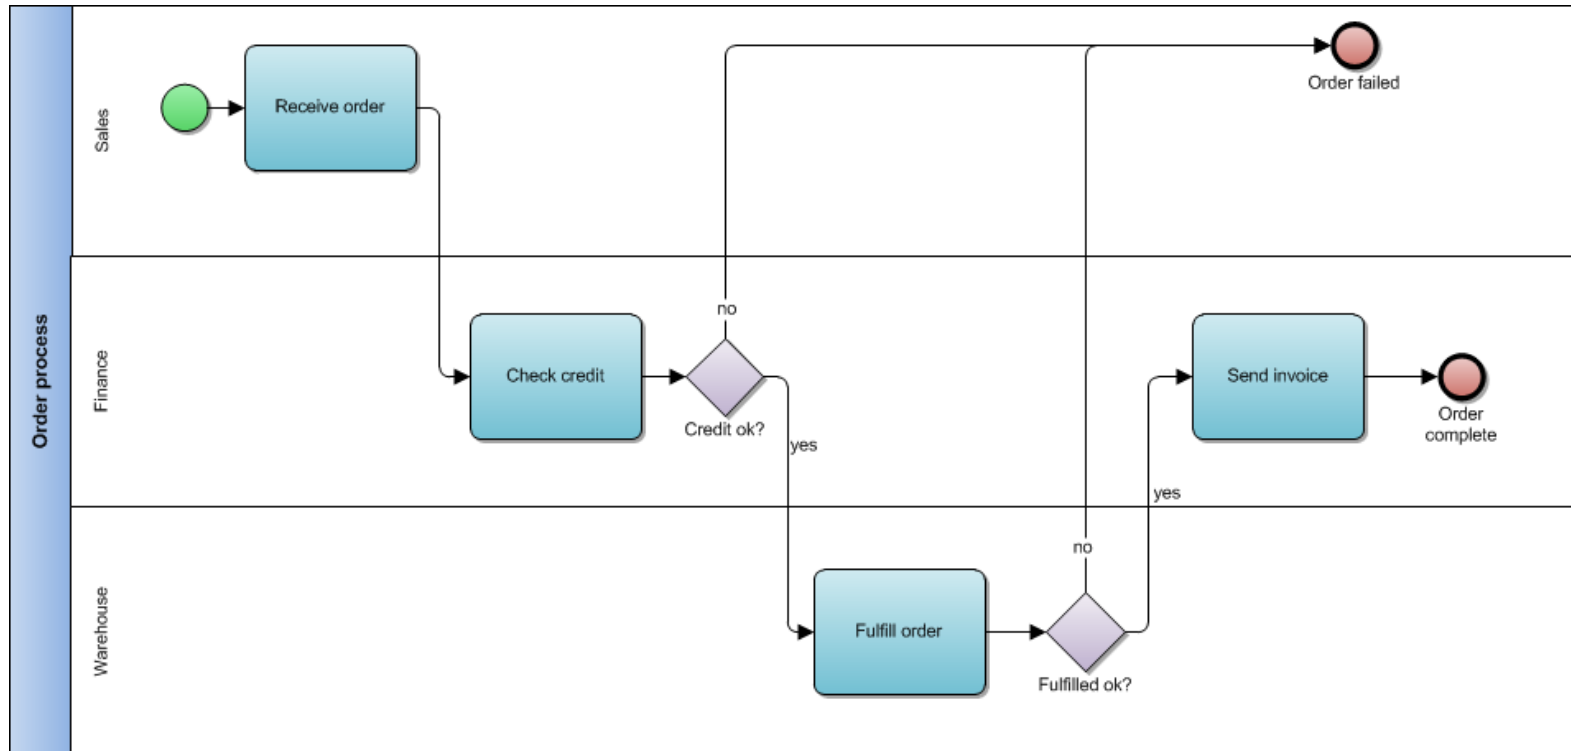 Order process
Sales
Receive order
Order failed
Finance
Check credit
no
Credit ok?
yes
Send invoice
Order
complete
yes
Warehouse
Fulfill order
no
Fulfilled ok?